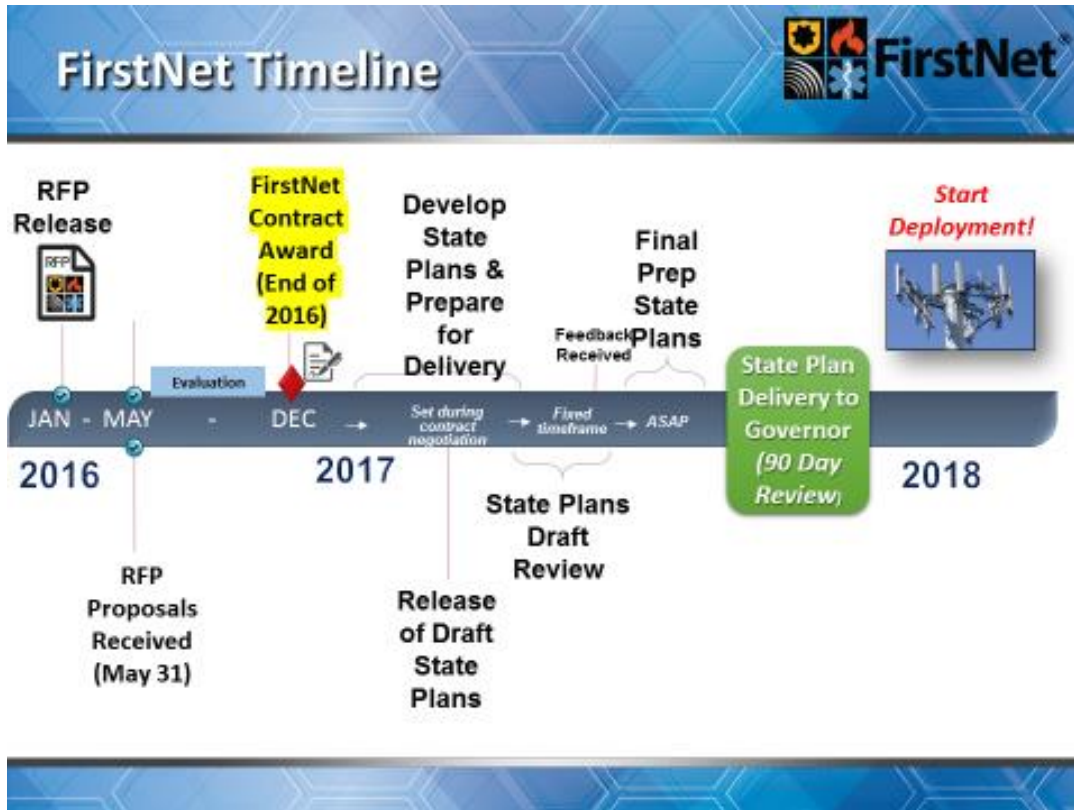 FirstNet Timeline
FirstNet®
RFP
Release
RFP
FirstNet
Contract
Award
(End of
2016)
Develop
State
Plans &
Prepare
for
Delivery
Feedback
Received
Final
Prep
State
Plans
Start
Deployment!
Evaluation
JAN - MAY - DEC
Set during
contract
negotiation
Fixed
timeframe
ASAP
State Plan
Delivery to
Governor
(90 Day
Review)
2016
2017
2018
RFP
Proposals
Received
(May 31)
Release
of Draft
State
Plans
State Plans
Draft
Review